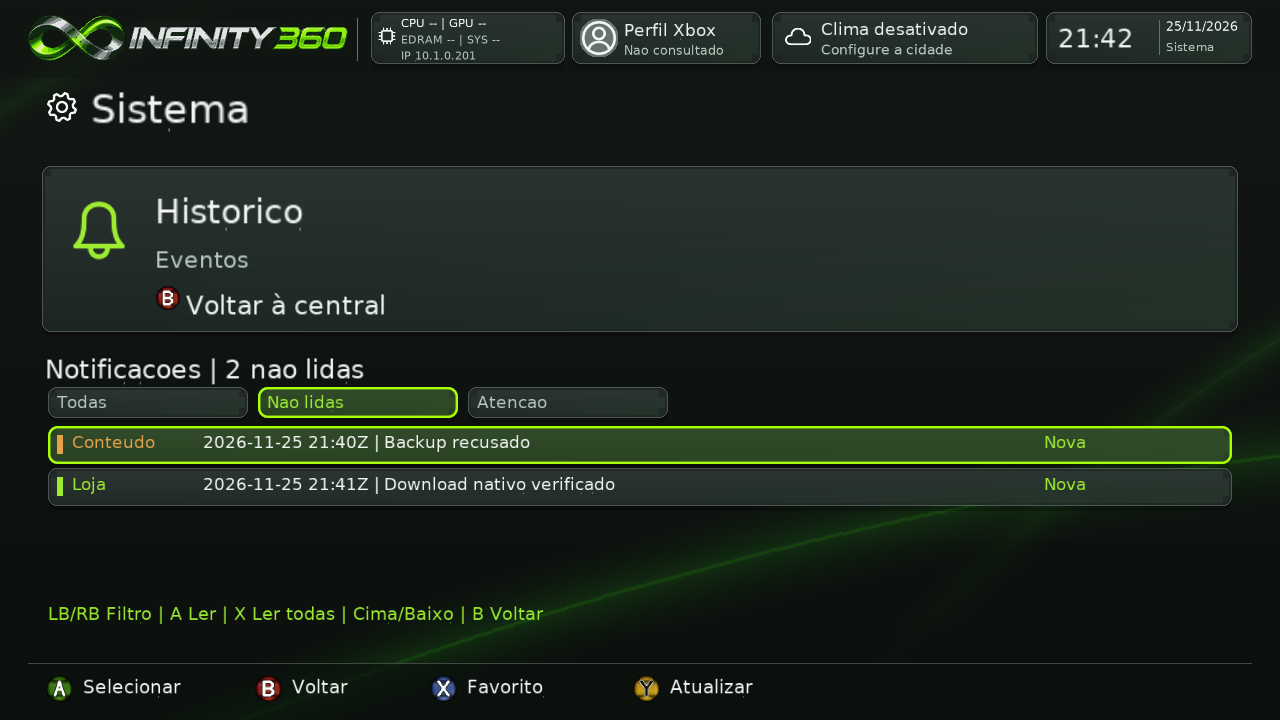 INFINITY 360
CPU -- | GPU --
EDRAM -- | SYS --
IP 10.1.0.201
Perfil Xbox
Nao consultado
Clima desativado
Configure a cidade
21:42
25/11/2026
Sistema
Sistema
Historico
Eventos
B Voltar à central
Notificacoes | 2 nao lidas
Todas
Nao lidas
Atencao
Conteudo 2026-11-25 21:40Z | Backup recusado Nova
Loja 2026-11-25 21:41Z | Download nativo verificado Nova
LB/RB Filtro | A Ler | X Ler todas | Cima/Baixo | B Voltar
A Selecionar B Voltar X Favorito Y Atualizar